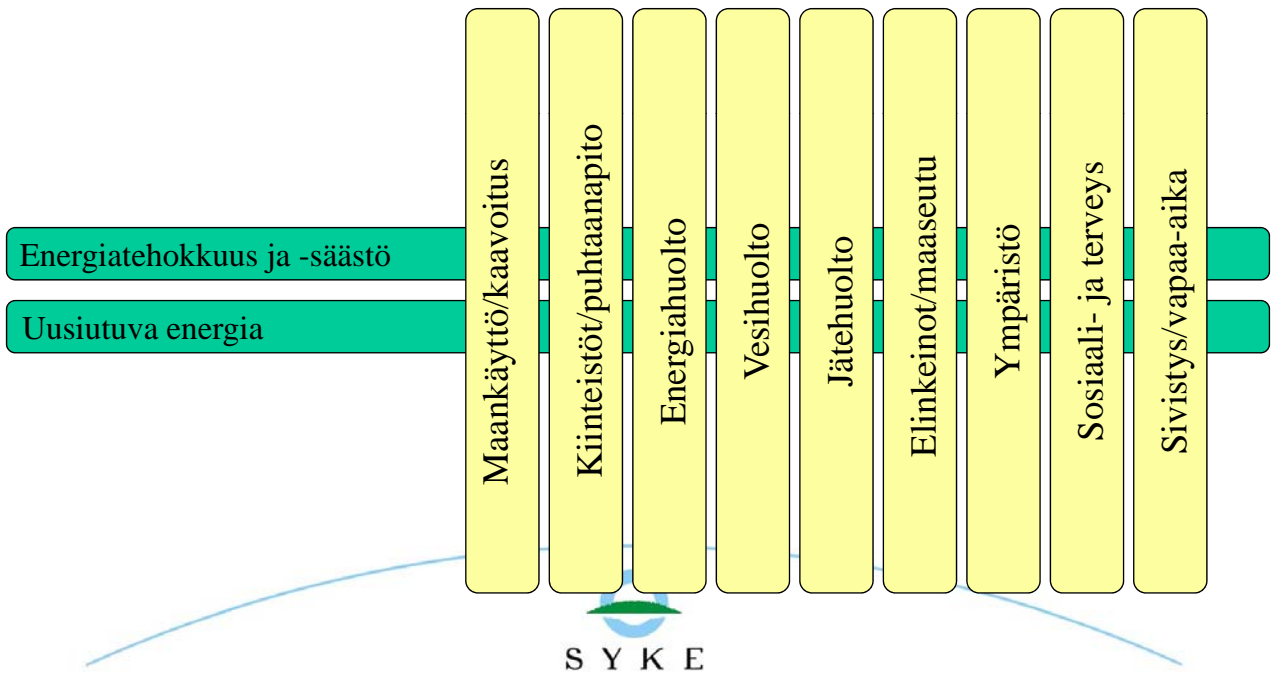 Energiatehokkuus ja -säästö
Uusiutuva energia
Maankäyttö/kaavoitus
Kiinteistöt/puhtaanapito
Energiahuolto
Vesihuolto
Jätehuolto
Elinkeinot/maaseutu
Ympäristö
Sosiaali- ja terveys
Sivistys/vapaa-aika
SYKE